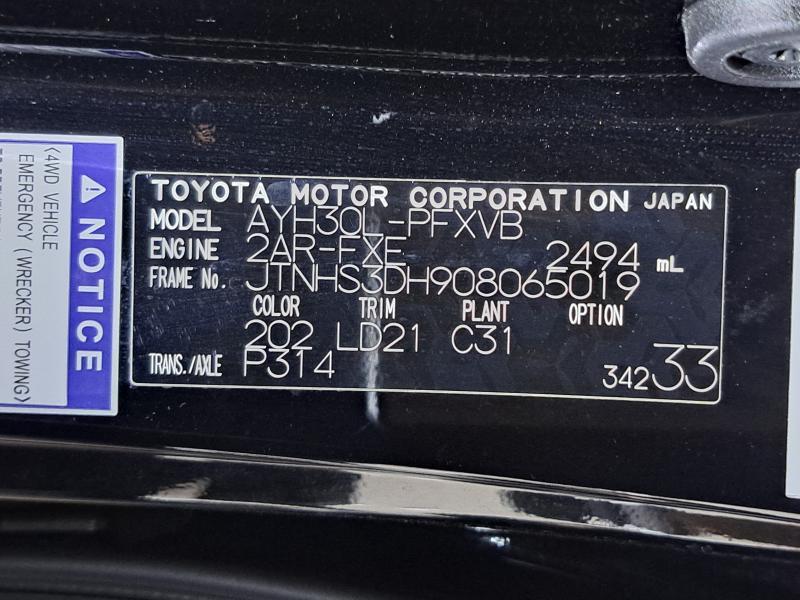 TOYOTA MOTOR CORPORATION JAPAN
MODEL AYH30L-PFXVB
ENGINE 2AR-FXE 2494 mL
FRAME No. JTNHS3DH908065019
COLOR TRIM PLANT OPTION
202 LD21 C31
TRANS./AXLE P314
34233
NOTICE
<4WD VEHICLE
EMERGENCY (WRECKER) TOWING>